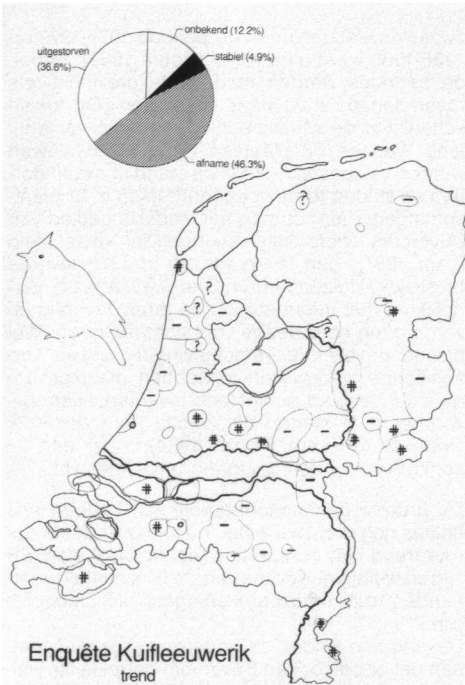 onbekend (12.2%)
uitgestorven
(36.6%)
stabiel (4.9%)
afname (46.3%)
Enquête Kuifleeuwerik
trend